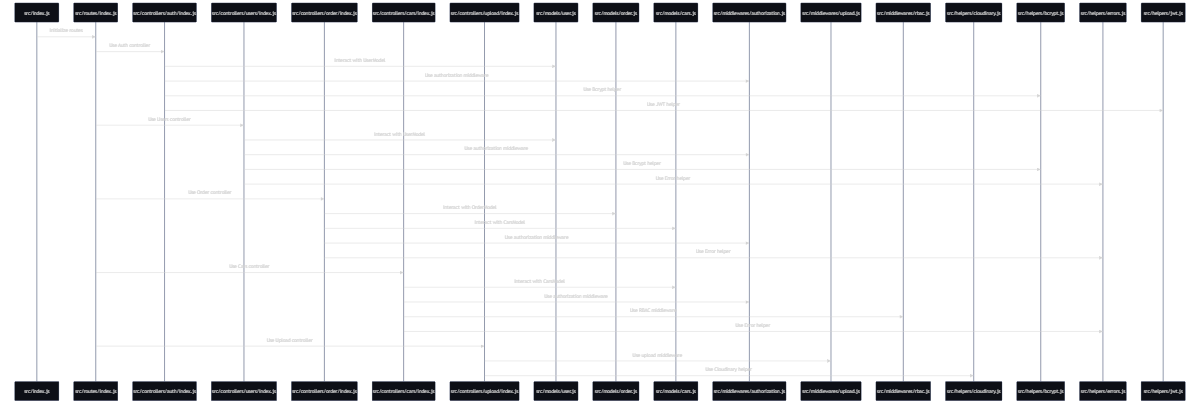 src/index.js
src/routes/index.js
src/controllers/auth/index.js
src/controllers/users/index.js
src/controllers/order/index.js
src/controllers/cars/index.js
src/controllers/upload/index.js
src/models/user.js
src/models/order.js
src/models/cars.js
src/middlewares/authorization.js
src/middlewares/upload.js
src/middlewares/rbac.js
src/helpers/cloudinary.js
src/helpers/bcrypt.js
src/helpers/errors.js
src/helpers/jwt.js
Initialize routes
Use Auth controller
Interact with UserModel
Use authorization middleware
Use Bcrypt helper
Use JWT helper
Use Users controller
Interact with UserModel
Use authorization middleware
Use Bcrypt helper
Use Error helper
Use Order controller
Interact with OrderModel
Interact with CarsModel
Use authorization middleware
Use Error helper
Use Cars controller
Interact with CarsModel
Use authorization middleware
Use RBAC middleware
Use Error helper
Use Upload controller
Use upload middleware
Use Cloudinary helper
src/index.js
src/routes/index.js
src/controllers/auth/index.js
src/controllers/users/index.js
src/controllers/order/index.js
src/controllers/cars/index.js
src/controllers/upload/index.js
src/models/user.js
src/models/order.js
src/models/cars.js
src/middlewares/authorization.js
src/middlewares/upload.js
src/middlewares/rbac.js
src/helpers/cloudinary.js
src/helpers/bcrypt.js
src/helpers/errors.js
src/helpers/jwt.js